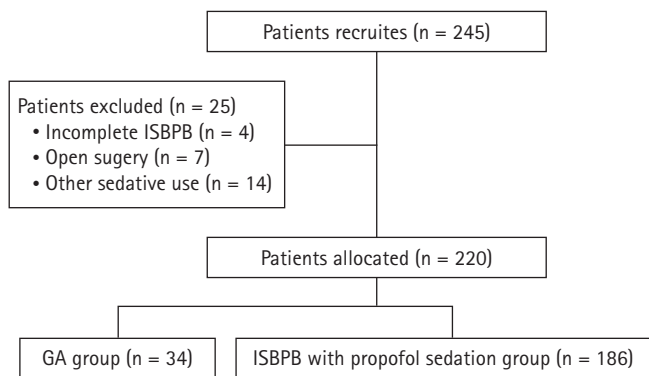 Patients recruites (n = 245)
Patients excluded (n = 25)
• Incomplete ISBPB (n = 4)
• Open sugery (n = 7)
• Other sedative use (n = 14)
Patients allocated (n = 220)
GA group (n = 34)
ISBPB with propofol sedation group (n = 186)